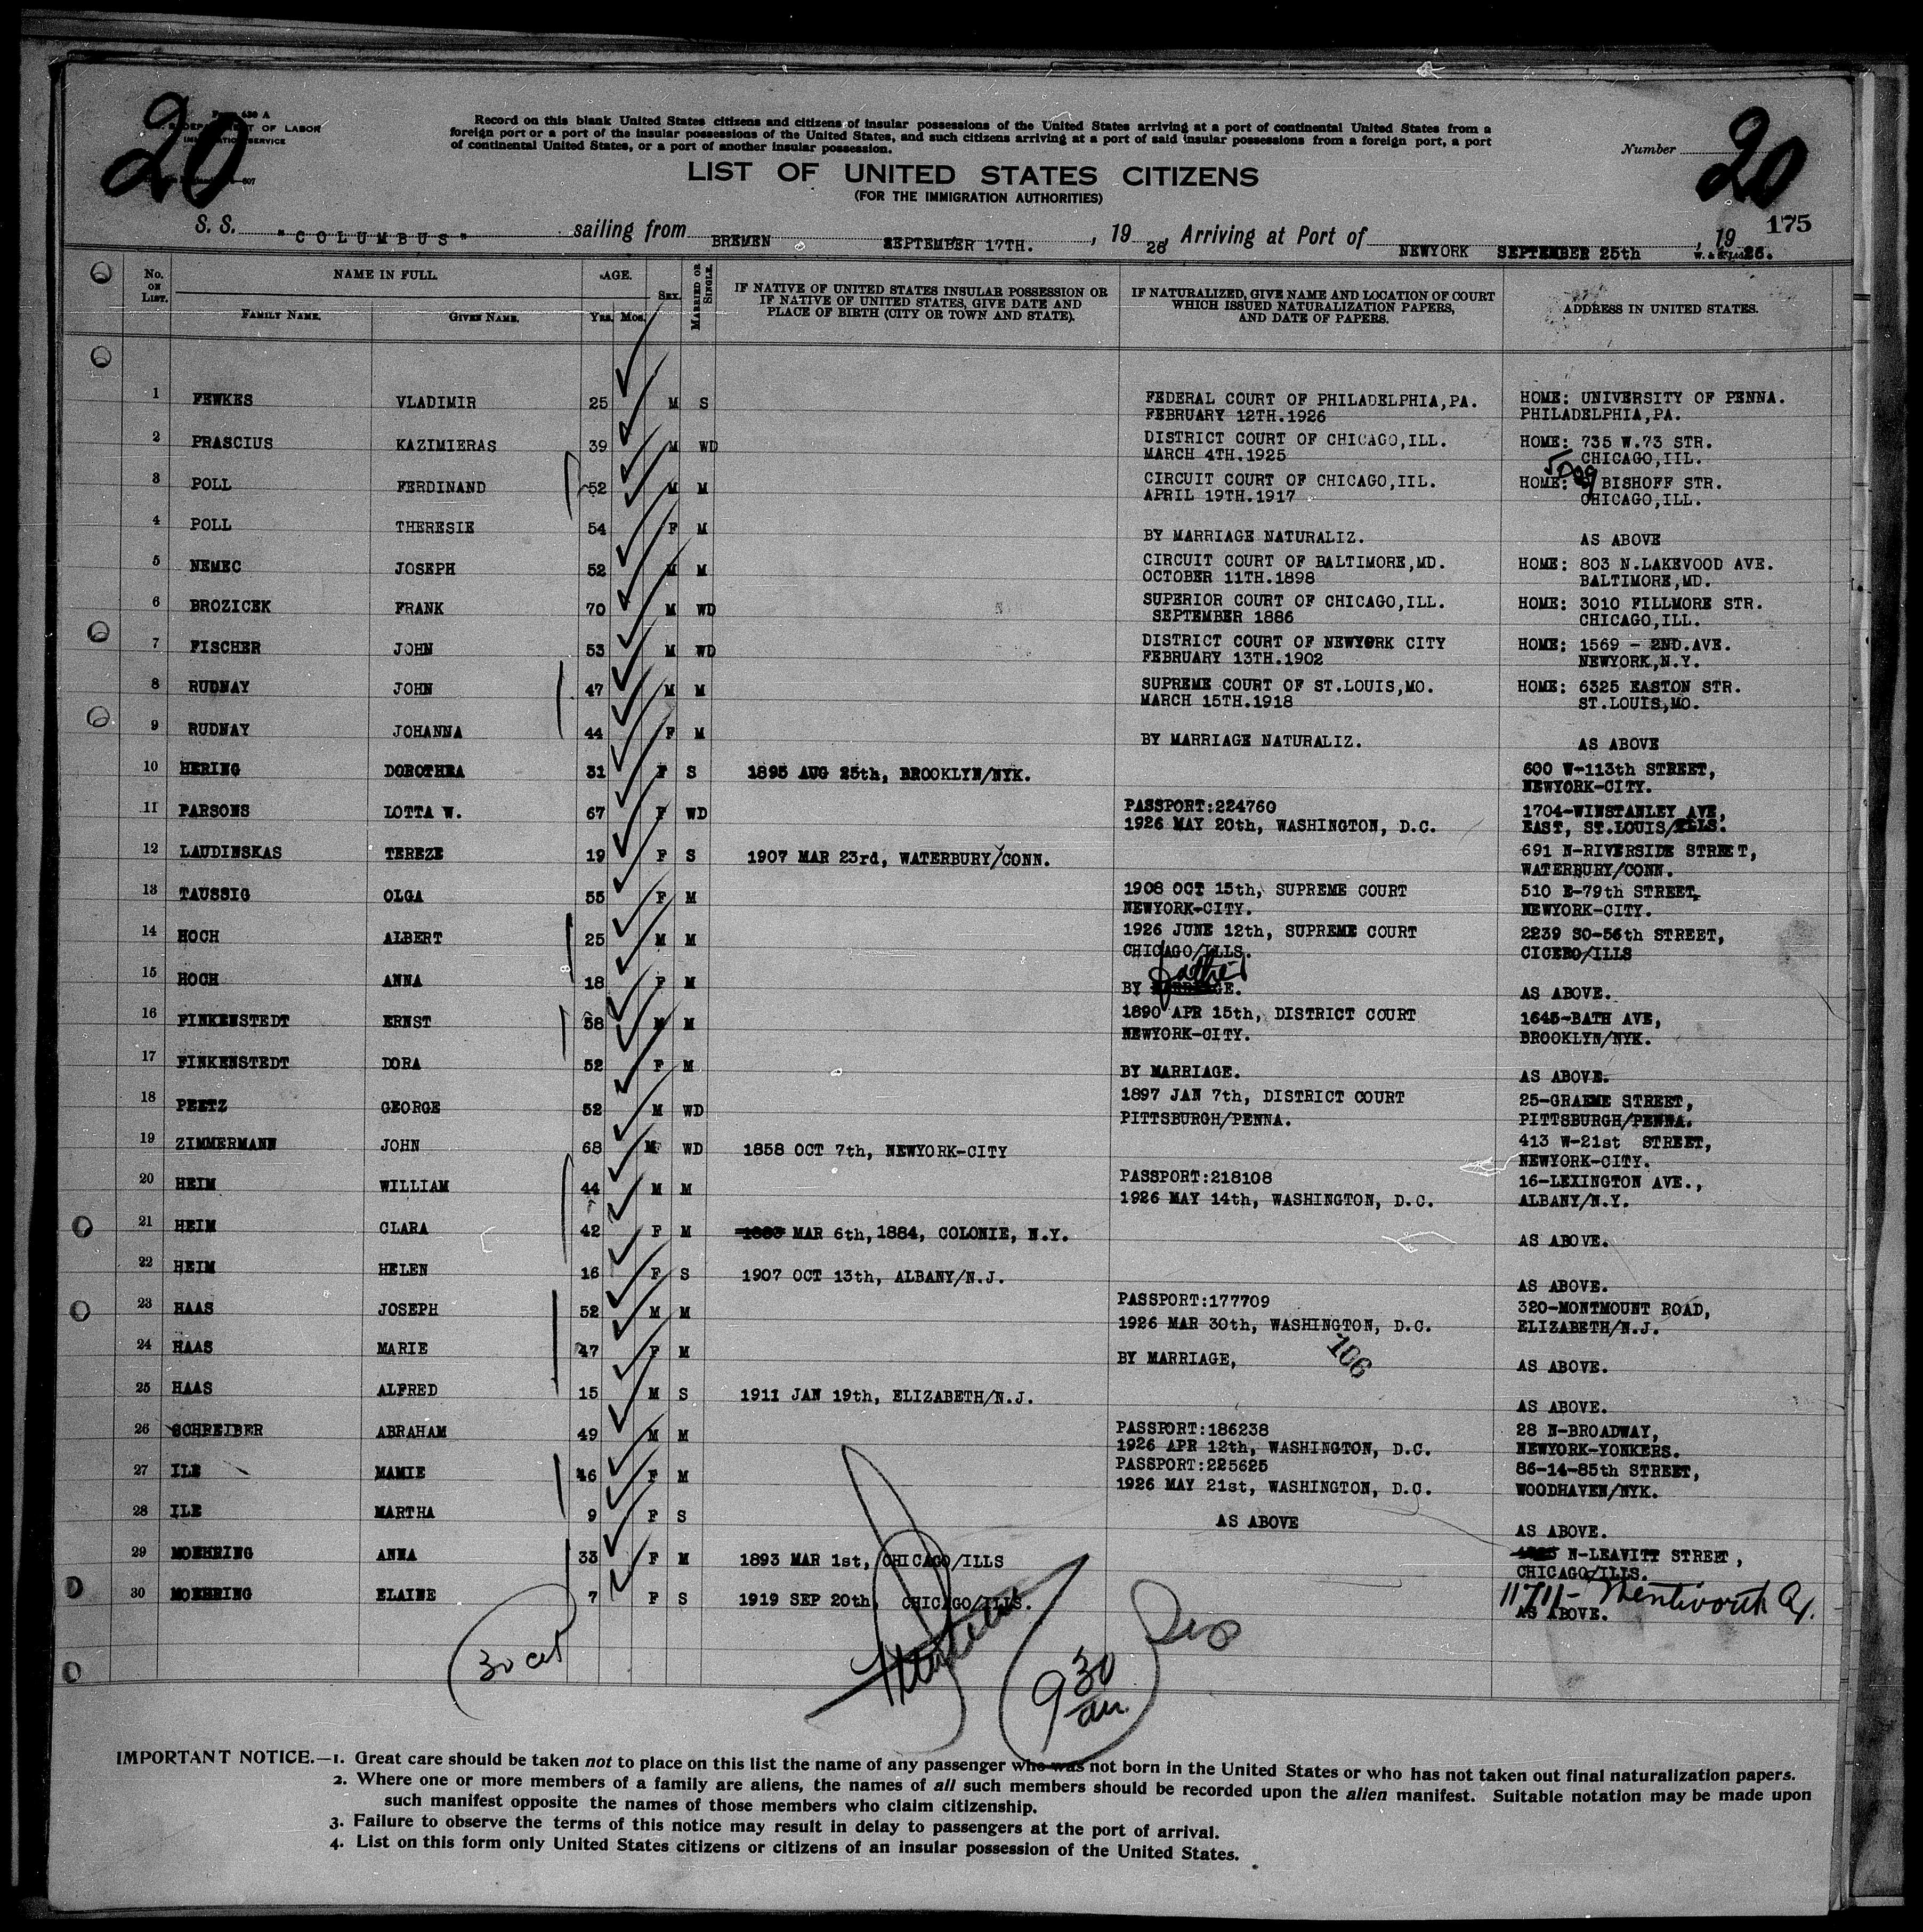 20
Form 630 A
DEPARTMENT OF LABOR
IMMIGRATION SERVICE
607
Record on this blank United States citizens and citizens of insular possessions of the United States arriving at a port of continental United States from a
foreign port or a port of the insular possessions of the United States, and such citizens arriving at a port of said insular possessions from a foreign port, a port
of continental United States, or a port of another insular possession.
Number
20
LIST OF UNITED STATES CITIZENS
(FOR THE IMMIGRATION AUTHORITIES)
175
S. S. "COLUMBUS" sailing from BREMEN SEPTEMBER 17TH. , 19 26, Arriving at Port of NEWYORK SEPTEMBER 25th , 19 26.
No. ON LIST. NAME IN FULL. FAMILY NAME. GIVEN NAME. AGE. YRS. MOS. SEX. MARRIED OR SINGLE. IF NATIVE OF UNITED STATES INSULAR POSSESSION OR IF NATIVE OF UNITED STATES, GIVE DATE AND PLACE OF BIRTH (CITY OR TOWN AND STATE). IF NATURALIZED, GIVE NAME AND LOCATION OF COURT WHICH ISSUED NATURALIZATION PAPERS, AND DATE OF PAPERS. ADDRESS IN UNITED STATES.
1 FEWKES VLADIMIR 25 M S FEDERAL COURT OF PHILADELPHIA,PA. HOME: UNIVERSITY OF PENNA.
FEBRUARY 12TH.1926 PHILADELPHIA,PA.
2 PRASCIUS KAZIMIERAS 39 M WD DISTRICT COURT OF CHICAGO,ILL. HOME: 735 W.73 STR.
MARCH 4TH.1925 CHICAGO,IIL.
3 POLL FERDINAND 52 M M CIRCUIT COURT OF CHICAGO,IIL. HOME: 5009 BISHOFF STR.
APRIL 19TH.1917 CHICAGO,ILL.
4 POLL THERESIE 54 F M BY MARRIAGE NATURALIZ. AS ABOVE
5 NEMEC JOSEPH 52 M M CIRCUIT COURT OF BALTIMORE,MD. HOME: 803 N.LAKEVOOD AVE.
OCTOBER 11TH.1898 BALTIMORE,MD.
6 BROZICEK FRANK 70 M WD SUPERIOR COURT OF CHICAGO,ILL. HOME: 3010 FILLMORE STR.
SEPTEMBER 1886 CHICAGO,ILL.
7 FISCHER JOHN 53 M WD DISTRICT COURT OF NEWYORK CITY HOME: 1569 - 2ND.AVE.
FEBRUARY 13TH.1902 NEWYORK,N.Y.
8 RUDNAY JOHN 47 M M SUPREME COURT OF ST.LOUIS,MO. HOME: 6325 EASTON STR.
MARCH 15TH.1918 ST.LOUIS,MO.
9 RUDNAY JOHANNA 44 F M BY MARRIAGE NATURALIZ. AS ABOVE
10 HERING DOROTHEA 31 F S 1895 AUG 25th, BROOKLYN/NYK. 600 W-113th STREET,
NEWYORK-CITY.
11 PARSONS LOTTA W. 67 F WD PASSPORT:224760 1704-WINSTANLEY AVE,
1926 MAY 20th, WASHINGTON, D.C. EAST, ST.LOUIS/ILLS.
12 LAUDINSKAS TEREZE 19 F S 1907 MAR 23rd, WATERBURY/CONN. 691 N-RIVERSIDE STREET,
WATERBURY/CONN.
13 TAUSSIG OLGA 55 F M 1908 OCT 15th, SUPREME COURT 510 E-79th STREET,
NEWYORK-CITY. NEWYORK-CITY.
14 HOCH ALBERT 25 M M 1926 JUNE 12th, SUPREME COURT 2239 SO-56th STREET,
CHICAGO/ILLS. CICERO/ILLS
15 HOCH ANNA 18 F M BY MARRIAGE. father AS ABOVE.
16 FINKENSTEDT ERNST 58 M M 1890 APR 15th, DISTRICT COURT 1645-BATH AVE,
NEWYORK-CITY. BROOKLYN/NYK.
17 FINKENSTEDT DORA 52 F M BY MARRIAGE. AS ABOVE.
18 PEETZ GEORGE 52 M WD 1897 JAN 7th, DISTRICT COURT 25-GRAEME STREET,
PITTSBURGH/PENNA. PITTSBURGH/PENNA.
19 ZIMMERMANN JOHN 68 M WD 1858 OCT 7th, NEWYORK-CITY 413 W-21st STREET,
NEWYORK-CITY.
20 HEIM WILLIAM 44 M M PASSPORT:218108 16-LEXINGTON AVE.,
1926 MAY 14th, WASHINGTON, D.C. ALBANY/N.Y.
21 HEIM CLARA 42 F M 1883 MAR 6th,1884, COLONIE, N.Y. AS ABOVE.
22 HEIM HELEN 16 F S 1907 OCT 13th, ALBANY/N.J. AS ABOVE.
23 HAAS JOSEPH 52 M M PASSPORT:177709 320-MONTMOUNT ROAD,
1926 MAR 30th, WASHINGTON, D.C. ELIZABETH/N.J.
106
24 HAAS MARIE 47 F M BY MARRIAGE, AS ABOVE.
25 HAAS ALFRED 15 M S 1911 JAN 19th, ELIZABETH/N.J. AS ABOVE.
26 SCHREIBER ABRAHAM 49 M M PASSPORT:186238 28 N-BROADWAY,
1926 APR 12th, WASHINGTON, D.C. NEWYORK-YONKERS.
27 ILE MAMIE 46 F M PASSPORT:225625 86-14-85th STREET,
1926 MAY 21st, WASHINGTON, D.C. WOODHAVEN/NYK.
28 ILE MARTHA 9 F S AS ABOVE AS ABOVE.
29 MOEHRING ANNA 33 F M 1893 MAR 1st, CHICAGO/ILLS N-LEAVITT STREET,
CHICAGO/ILLS.
11711- Wentworth Av.
30 MOEHRING ELAINE 7 F S 1919 SEP 20th, CHICAGO/ILLS. AS ABOVE.
30 cit
9 30 am.
IMPORTANT NOTICE.—1. Great care should be taken not to place on this list the name of any passenger who was not born in the United States or who has not taken out final naturalization papers.
2. Where one or more members of a family are aliens, the names of all such members should be recorded upon the alien manifest. Suitable notation may be made upon
such manifest opposite the names of those members who claim citizenship.
3. Failure to observe the terms of this notice may result in delay to passengers at the port of arrival.
4. List on this form only United States citizens or citizens of an insular possession of the United States.